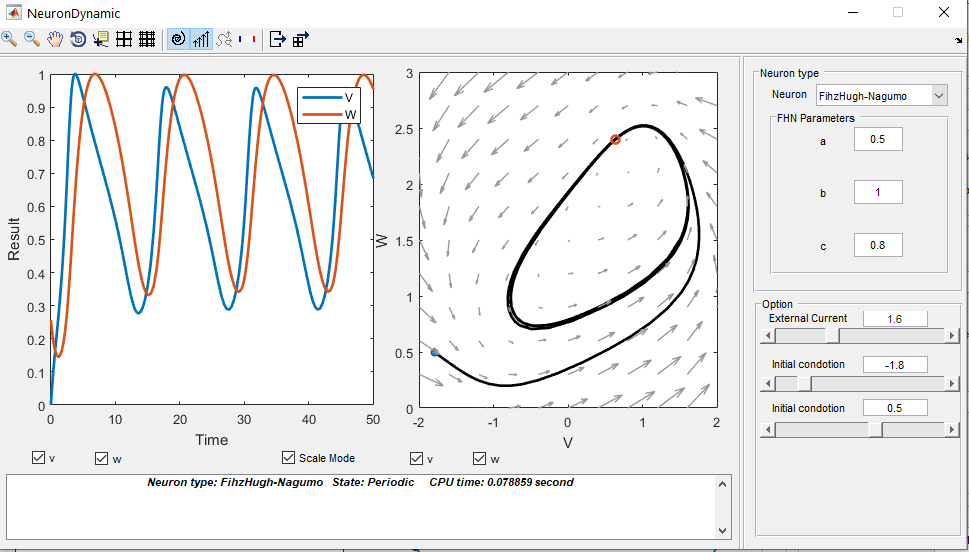 NeuronDynamic
V
W
1
0.9
0.8
0.7
0.6
0.5
0.4
0.3
0.2
0.1
0
Result
0 10 20 30 40 50
Time
3
2.5
2
1.5
1
0.5
0
W
-2 -1 0 1 2
V
Neuron type
Neuron FihzHugh-Nagumo
FHN Parameters
a 0.5
b 1
c 0.8
Option
External Current 1.6
Initial condotion -1.8
Initial condotion 0.5
v w Scale Mode v w
Neuron type: FihzHugh-Nagumo State: Periodic CPU time: 0.078859 second